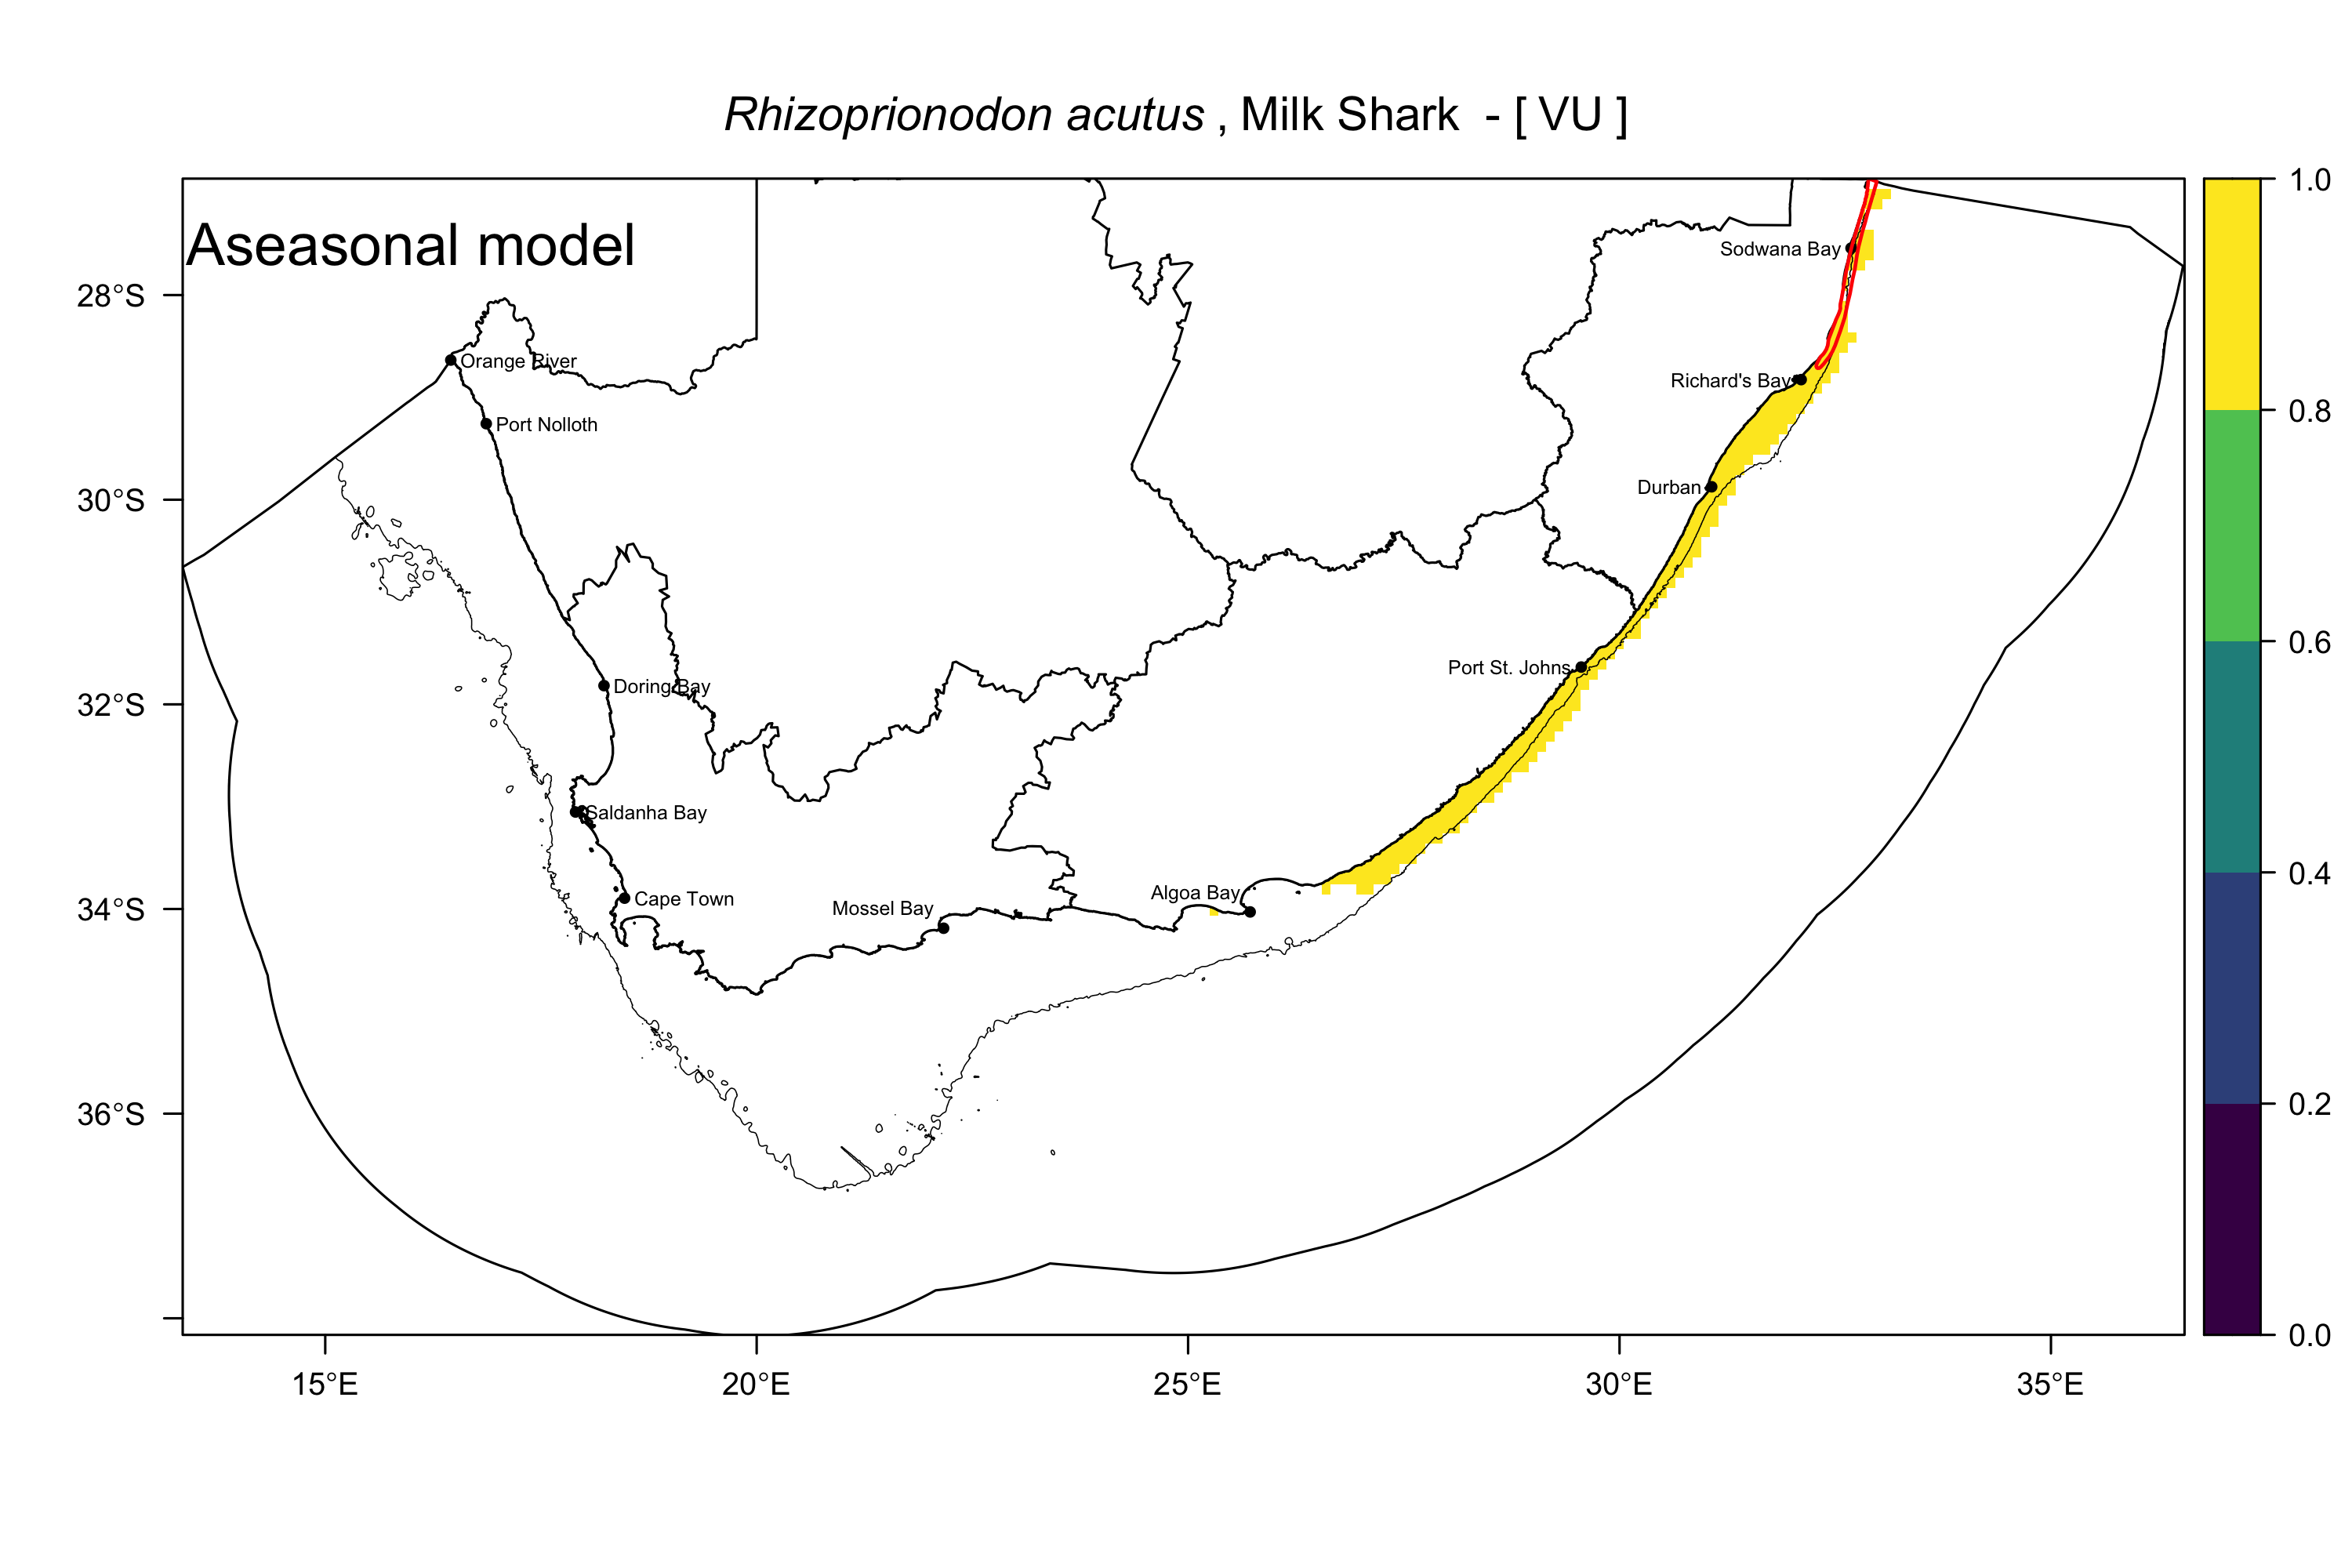 Rhizoprionodon acutus , Milk Shark - [ VU ]
Aseasonal model
1.0
0.8
0.6
0.4
0.2
0.0
28°S
30°S
32°S
34°S
36°S
15°E
20°E
25°E
30°E
35°E
Sodwana Bay
Orange River
Richard's Bay
Port Nolloth
Durban
Port St. Johns
Doring Bay
Saldanha Bay
Algoa Bay
Cape Town
Mossel Bay